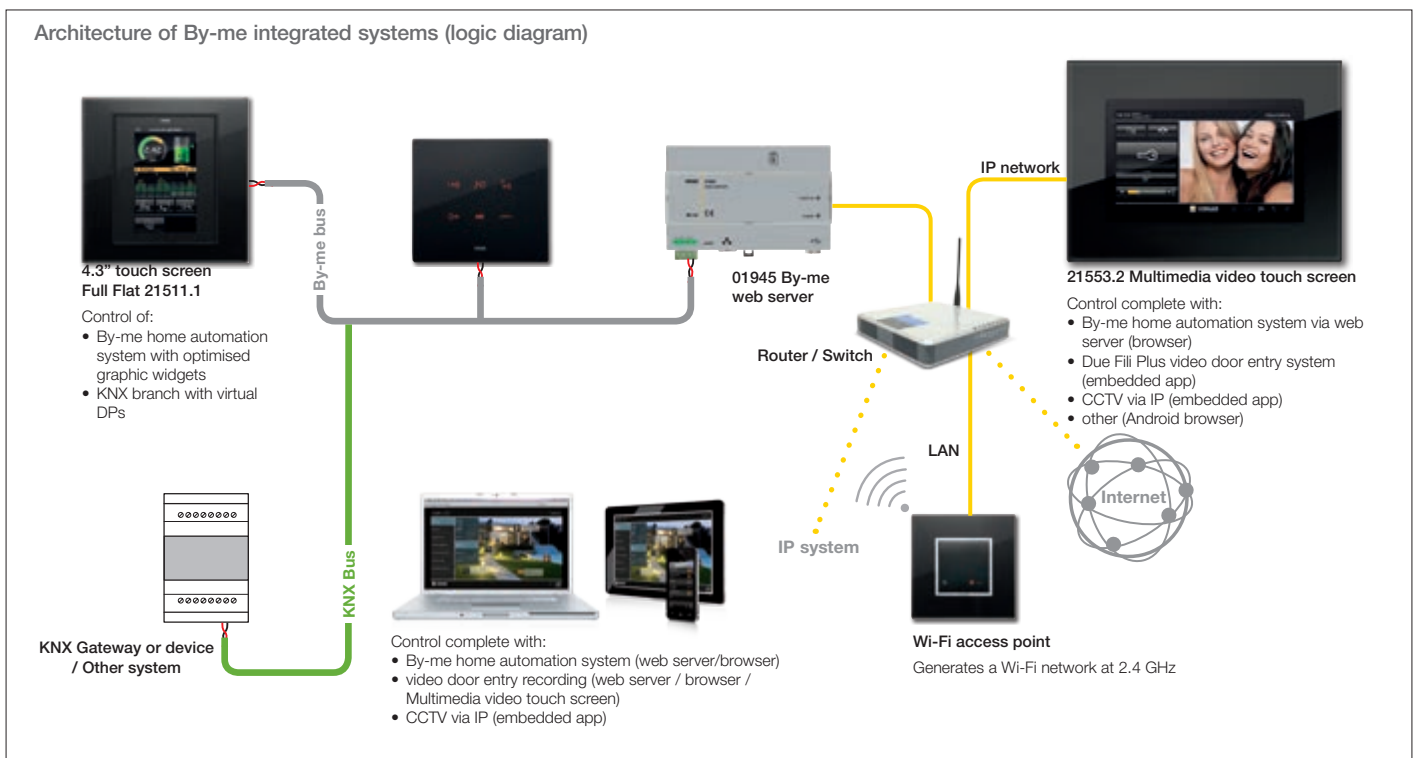 Architecture of By-me integrated systems (logic diagram)
4.3” touch screen
Full Flat 21511.1
Control of:
• By-me home automation
system with optimised
graphic widgets
• KNX branch with virtual
DPs
By-me bus
01945 By-me
web server
IP network
21553.2 Multimedia video touch screen
Control complete with:
• By-me home automation system via web
server (browser)
• Due Fili Plus video door entry system
(embedded app)
• CCTV via IP (embedded app)
• other (Android browser)
Router / Switch
LAN
Internet
IP system
KNX Bus
KNX Gateway or device
/ Other system
Control complete with:
• By-me home automation system (web server/browser)
• video door entry recording (web server / browser /
Multimedia video touch screen)
• CCTV via IP (embedded app)
Wi-Fi access point
Generates a Wi-Fi network at 2.4 GHz